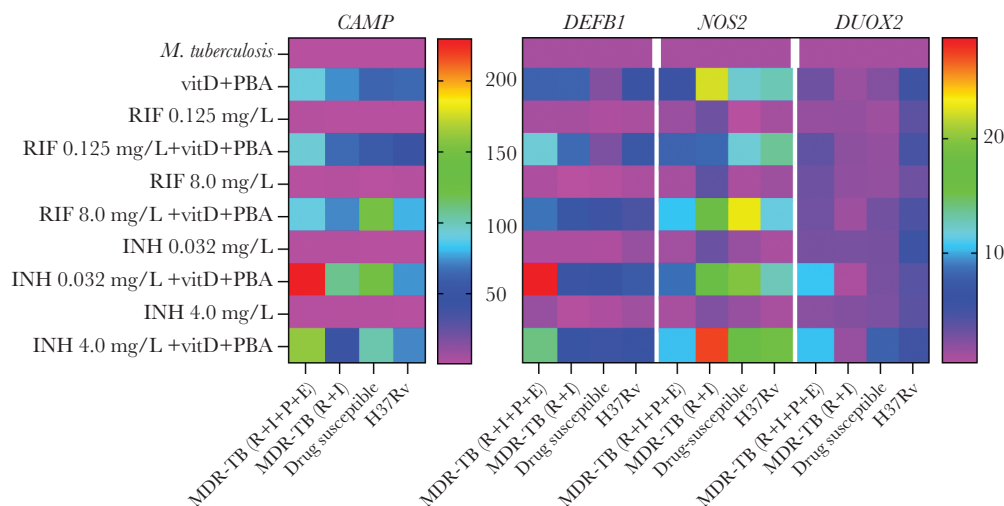 CAMP DEFB1 NOS2 DUOX2
M. tuberculosis
vitD+PBA
RIF 0.125 mg/L
RIF 0.125 mg/L+vitD+PBA
RIF 8.0 mg/L
RIF 8.0 mg/L +vitD+PBA
INH 0.032 mg/L
INH 0.032 mg/L +vitD+PBA
INH 4.0 mg/L
INH 4.0 mg/L +vitD+PBA
200
150
100
50
20
10
MDR-TB (R+I+P+E)
MDR-TB (R+I)
Drug susceptible
H37Rv
MDR-TB (R+I+P+E)
MDR-TB (R+I)
Drug susceptible
H37Rv
MDR-TB (R+I+P+E)
MDR-TB (R+I)
Drug-susceptible
H37Rv
MDR-TB (R+I+P+E)
MDR-TB (R+I)
Drug susceptible
H37Rv